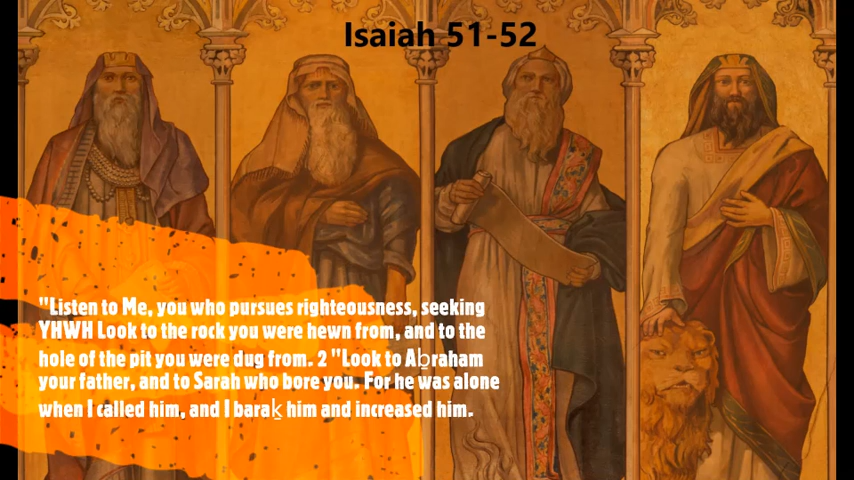 Isaiah 51-52
"Listen to Me, you who pursues righteousness, seeking
YHWH Look to the rock you were hewn from, and to the
hole of the pit you were dug from. 2 "Look to Aḇraham
your father, and to Sarah who bore you. For he was alone
when I called him, and I baraḵ him and increased him.